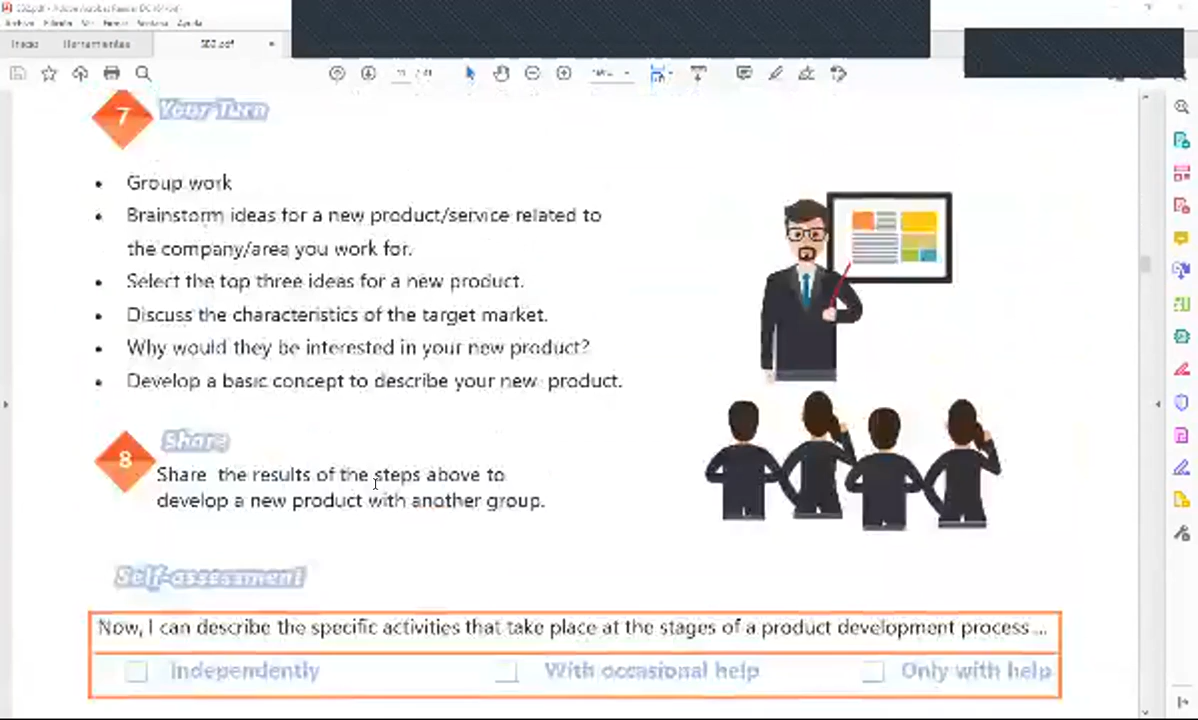 Inicio
Herramientas
7
Your Turn
• Group work
• Brainstorm ideas for a new product/service related to
the company/area you work for.
• Select the top three ideas for a new product.
• Discuss the characteristics of the target market.
• Why would they be interested in your new product?
• Develop a basic concept to describe your new product.
8
Share
Share the results of the steps above to
develop a new product with another group.
Self-assessment
Now, I can describe the specific activities that take place at the stages of a product development process ...
Independently With occasional help Only with help